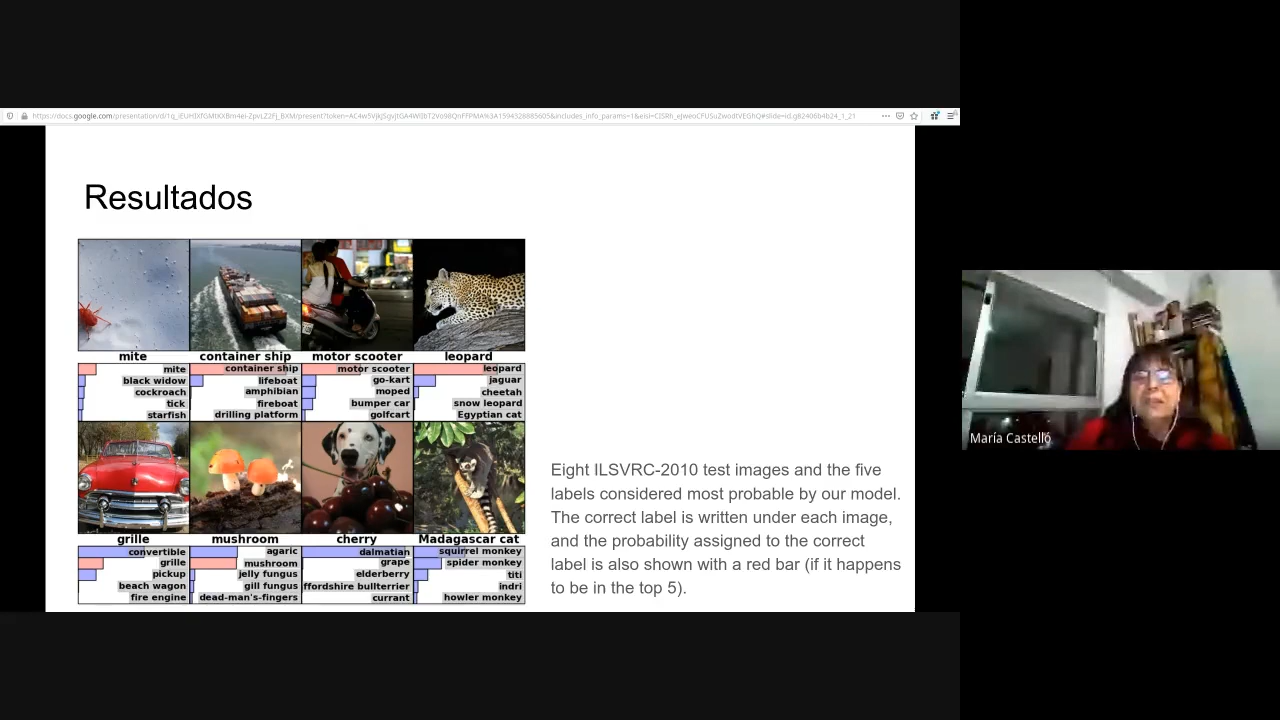 Resultados
mite
container ship
motor scooter
leopard
mite
black widow
cockroach
tick
starfish
container ship
lifeboat
amphibian
fireboat
drilling platform
motor scooter
go-kart
moped
bumper car
golfcart
leopard
jaguar
cheetah
snow leopard
Egyptian cat
grille
mushroom
cherry
Madagascar cat
convertible
grille
pickup
beach wagon
fire engine
agaric
mushroom
jelly fungus
gill fungus
dead-man's-fingers
dalmatian
grape
elderberry
ffordshire bullterrier
currant
squirrel monkey
spider monkey
titi
indri
howler monkey
Eight ILSVRC-2010 test images and the five
labels considered most probable by our model.
The correct label is written under each image,
and the probability assigned to the correct
label is also shown with a red bar (if it happens
to be in the top 5).
María Castelló